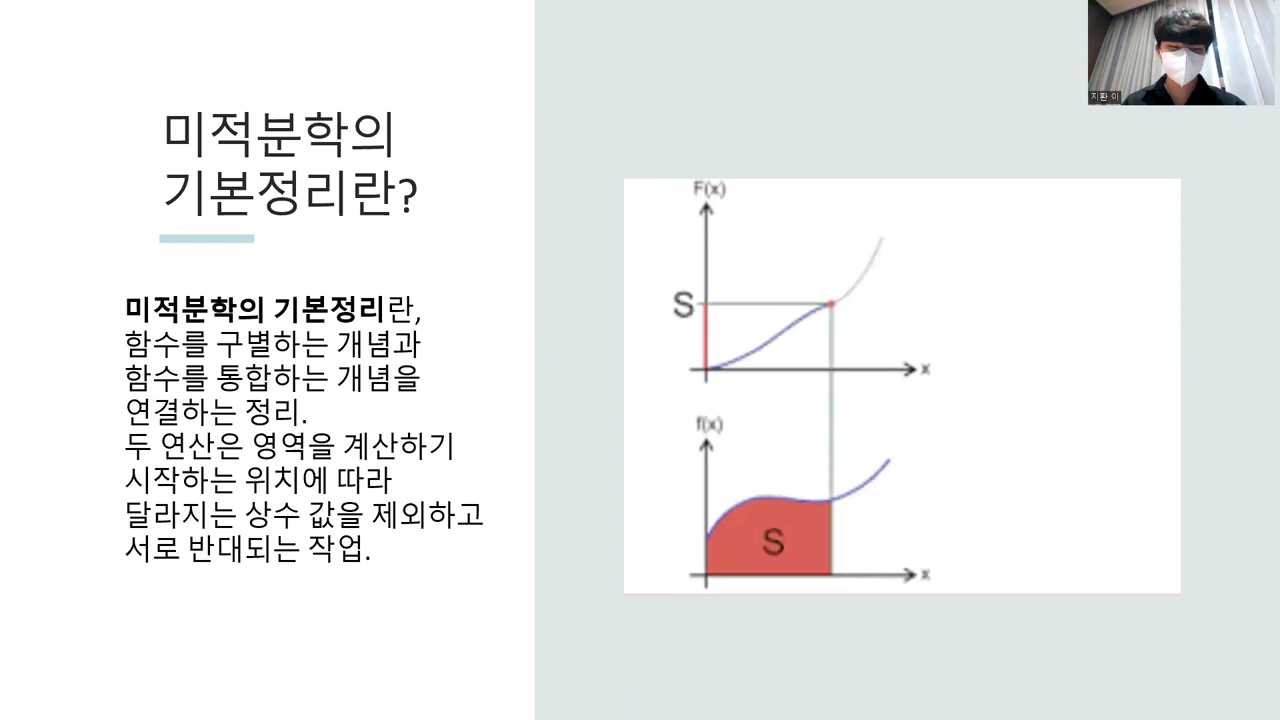 미적분학의
기본정리란?
미적분학의 기본정리란,
함수를 구별하는 개념과
함수를 통합하는 개념을
연결하는 정리.
두 연산은 영역을 계산하기
시작하는 위치에 따라
달라지는 상수 값을 제외하고
서로 반대되는 작업.
F(x)
S
x
f(x)
S
x
지환 이